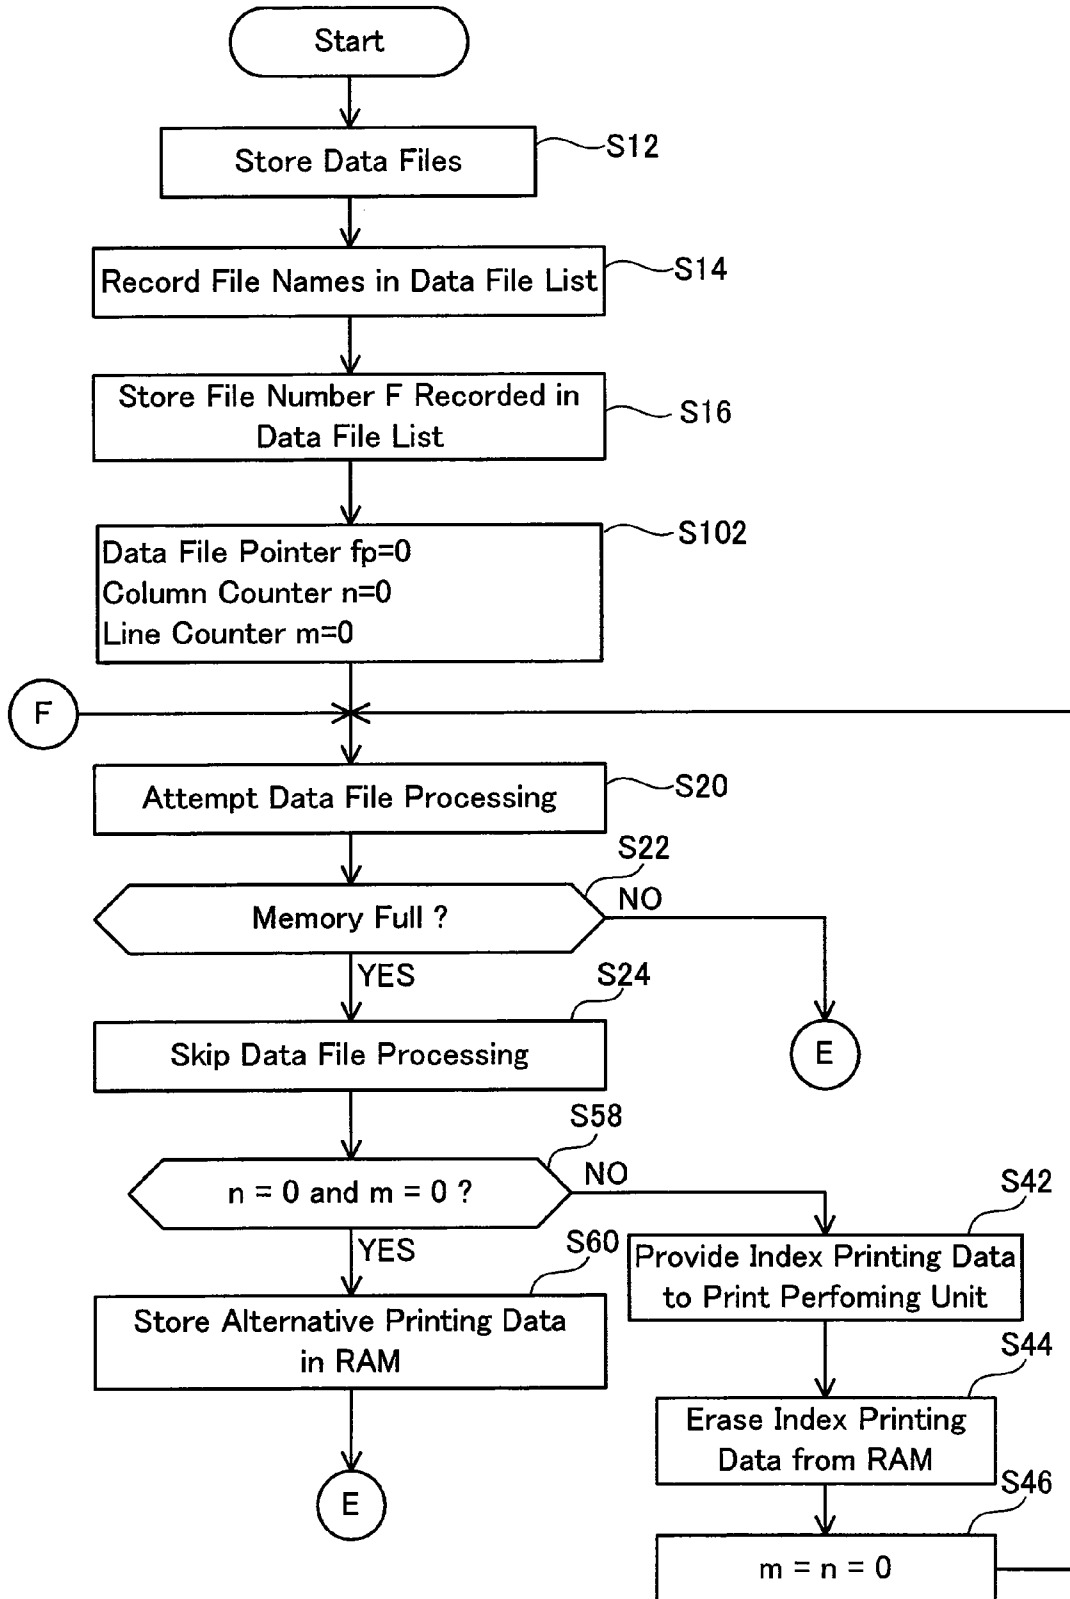 Start
Store Data Files
S12
Record File Names in Data File List
S14
Store File Number F Recorded in
Data File List
S16
Data File Pointer fp=0
Column Counter n=0
Line Counter m=0
S102
F
Attempt Data File Processing
S20
S22
Memory Full ?
NO
YES
S24
Skip Data File Processing
E
S58
n = 0 and m = 0 ?
NO
YES
S42
Provide Index Printing Data
to Print Perfoming Unit
S60
Store Alternative Printing Data
in RAM
S44
Erase Index Printing
Data from RAM
E
S46
m = n = 0